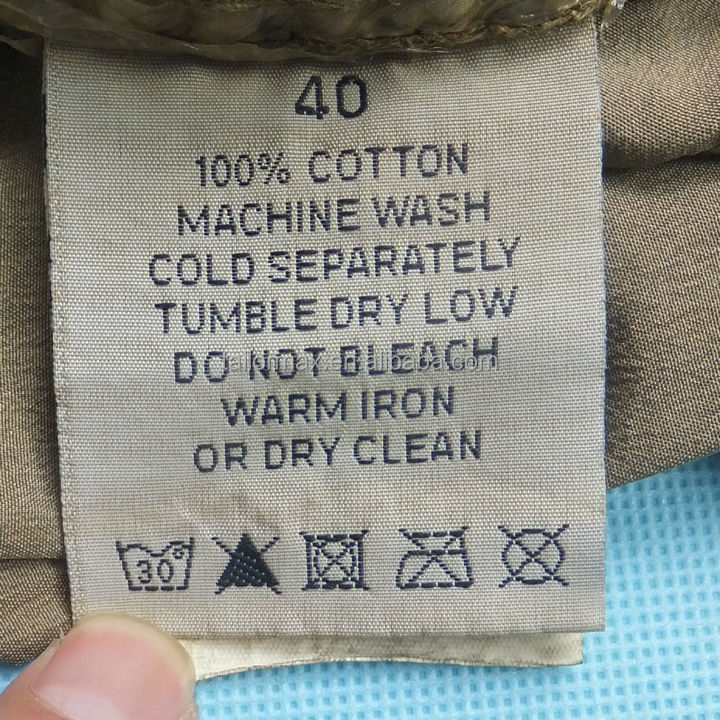 40
100% COTTON
MACHINE WASH
COLD SEPARATELY
TUMBLE DRY LOW
DO NOT BLEACH
WARM IRON
OR DRY CLEAN
30°